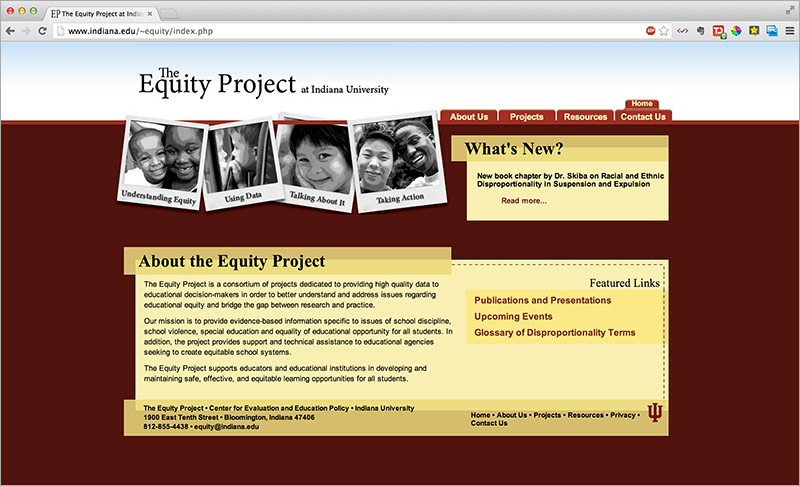 EP The Equity Project at Indian
www.indiana.edu/~equity/index.php
The
Equity Project at Indiana University
Home
About Us Projects Resources Contact Us
Understanding Equity
Using Data
Talking About It
Taking Action
What's New?
New book chapter by Dr. Skiba on Racial and Ethnic
Disproportionality in Suspension and Expulsion
Read more...
About the Equity Project
The Equity Project is a consortium of projects dedicated to providing high quality data to
educational decision-makers in order to better understand and address issues regarding
educational equity and bridge the gap between research and practice.
Our mission is to provide evidence-based information specific to issues of school discipline,
school violence, special education and equality of educational opportunity for all students. In
addition, the project provides support and technical assistance to educational agencies
seeking to create equitable school systems.
The Equity Project supports educators and educational institutions in developing and
maintaining safe, effective, and equitable learning opportunities for all students.
Featured Links
Publications and Presentations
Upcoming Events
Glossary of Disproportionality Terms
The Equity Project • Center for Evaluation and Education Policy • Indiana University
1900 East Tenth Street • Bloomington, Indiana 47406
812-855-4438 • equity@indiana.edu
Home • About Us • Projects • Resources • Privacy •
Contact Us